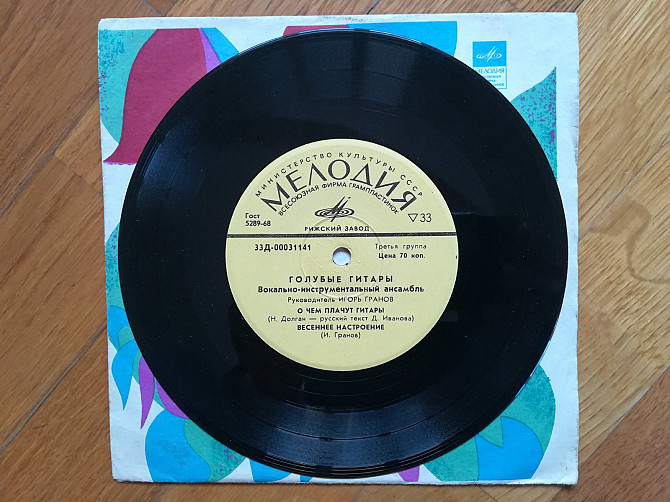 МИНИСТЕРСТВО КУЛЬТУРЫ СССР
МЕЛОДИЯ
ВСЕСОЮЗНАЯ ФИРМА ГРАМПЛАСТИНОК
Гост
5289-68
▽33
РИЖСКИЙ ЗАВОД
33Д-00031141
Третья группа
Цена 70 коп.
ГОЛУБЫЕ ГИТАРЫ
Вокально-инструментальный ансамбль
Руководитель ИГОРЬ ГРАНОВ
О ЧЕМ ПЛАЧУТ ГИТАРЫ
(Н. Долган — русский текст Д. Иванова)
ВЕСЕННЕЕ НАСТРОЕНИЕ
(И. Гранов)
МЕЛОДИЯ